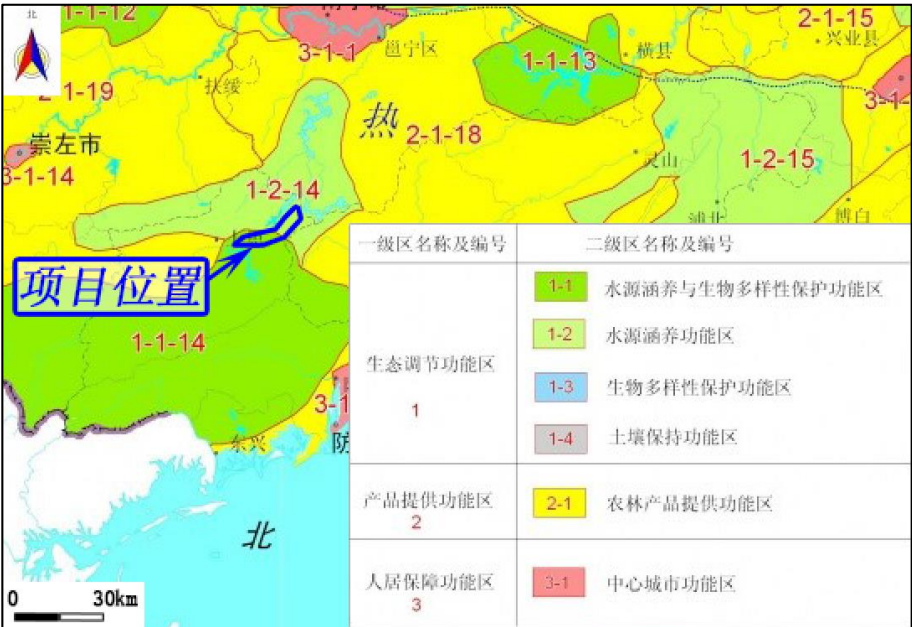 北
1-1-12
3-1-1
邕宁区
1-1-13
横县
2-1-15
兴业县
2-1-19
扶绥
热
2-1-18
3-1-
崇左市
3-1-14
灵山
1-2-15
1-2-14
浦北
博白
项目位置
1-1-14
3-1
东兴
防
北
0 30km
一级区名称及编号 二级区名称及编号
生态调节功能区
1
1-1 水源涵养与生物多样性保护功能区
1-2 水源涵养功能区
1-3 生物多样性保护功能区
1-4 土壤保持功能区
产品提供功能区
2
2-1 农林产品提供功能区
人居保障功能区
3
3-1 中心城市功能区